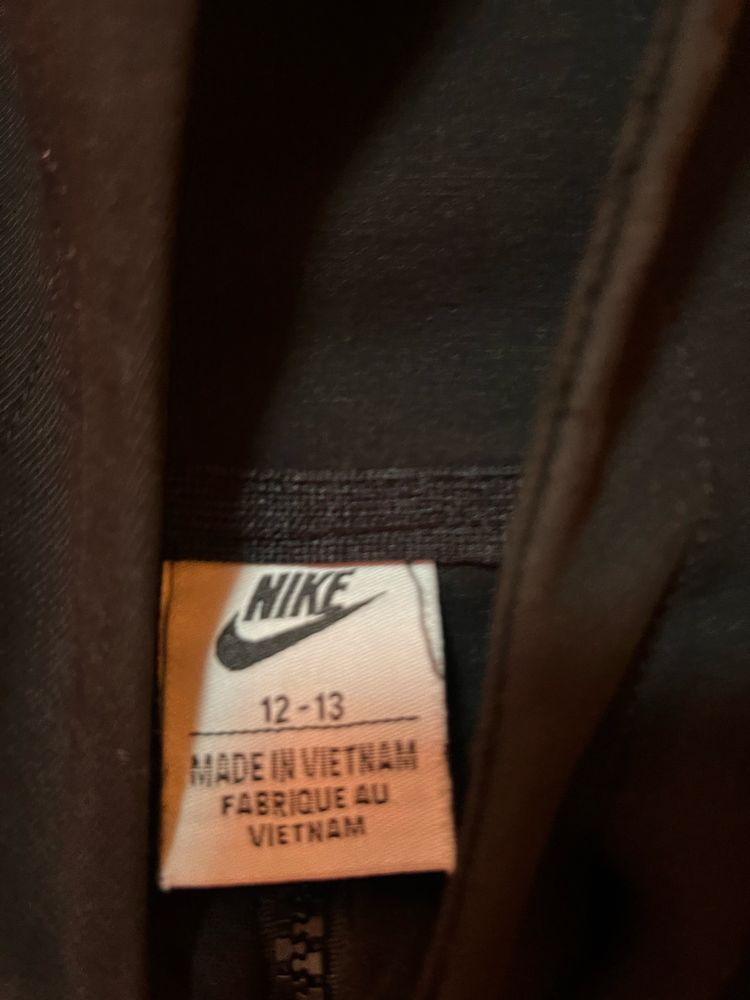 NIKE
12-13
MADE IN VIETNAM
FABRIQUE AU
VIETNAM